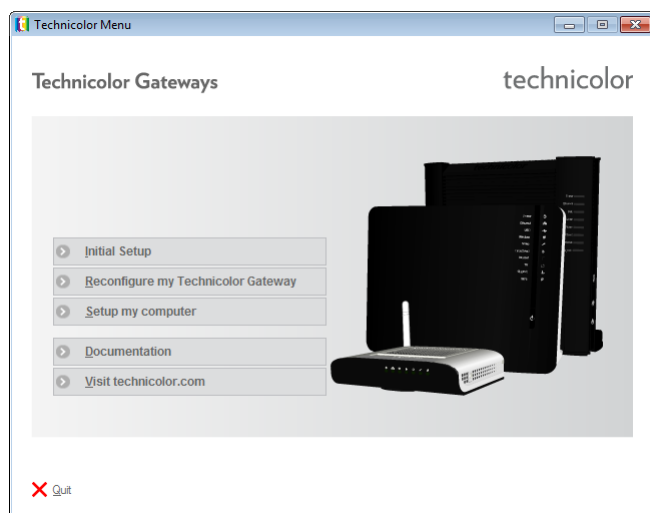 Technicolor Menu
Technicolor Gateways
technicolor
Initial Setup
Reconfigure my Technicolor Gateway
Setup my computer
Documentation
Visit technicolor.com
Quit